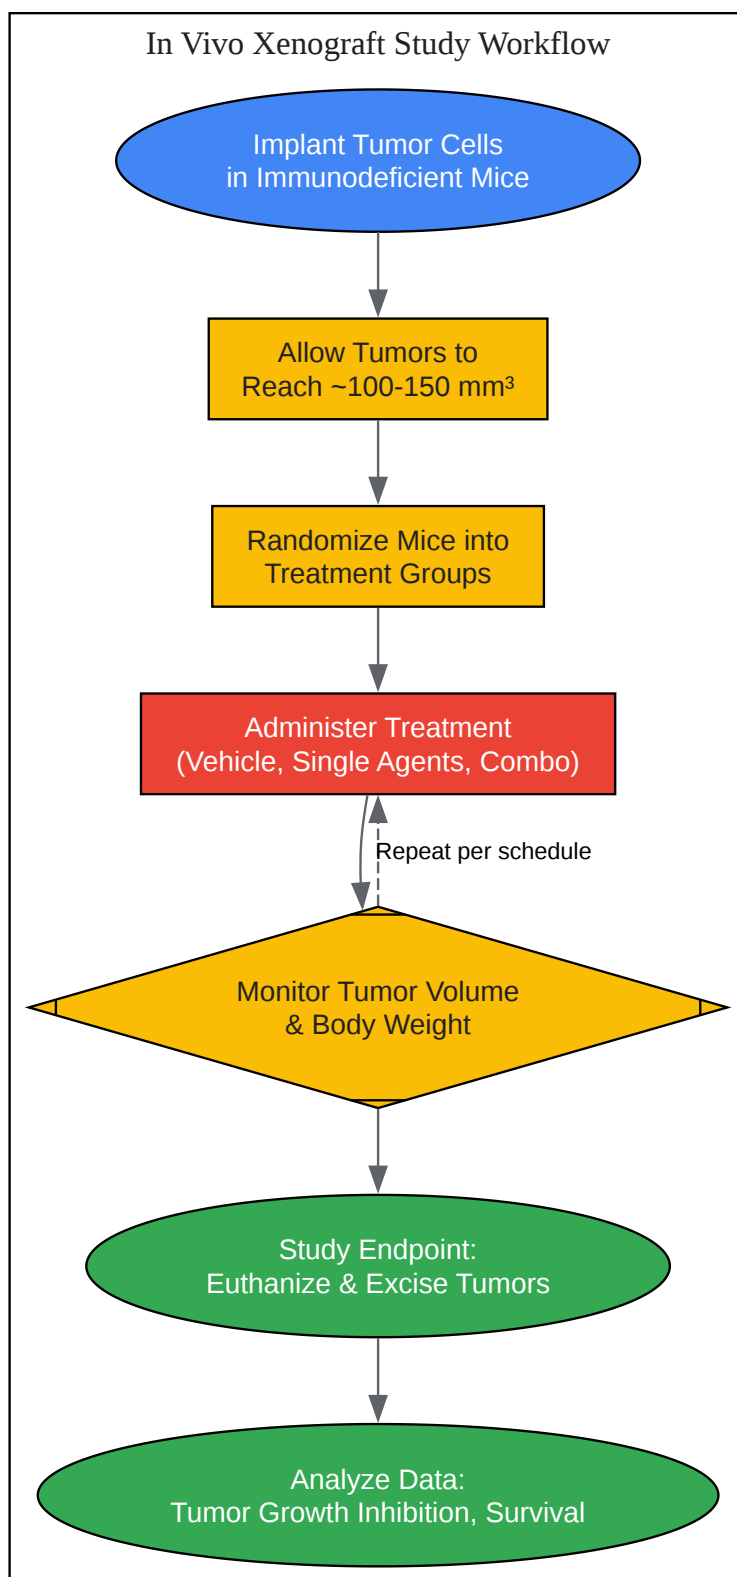 In Vivo Xenograft Study Workflow
Implant Tumor Cells
in Immunodeficient Mice
Allow Tumors to
Reach ~100-150 mm³
Randomize Mice into
Treatment Groups
Administer Treatment
(Vehicle, Single Agents, Combo)
Repeat per schedule
Monitor Tumor Volume
& Body Weight
Study Endpoint:
Euthanize & Excise Tumors
Analyze Data:
Tumor Growth Inhibition, Survival